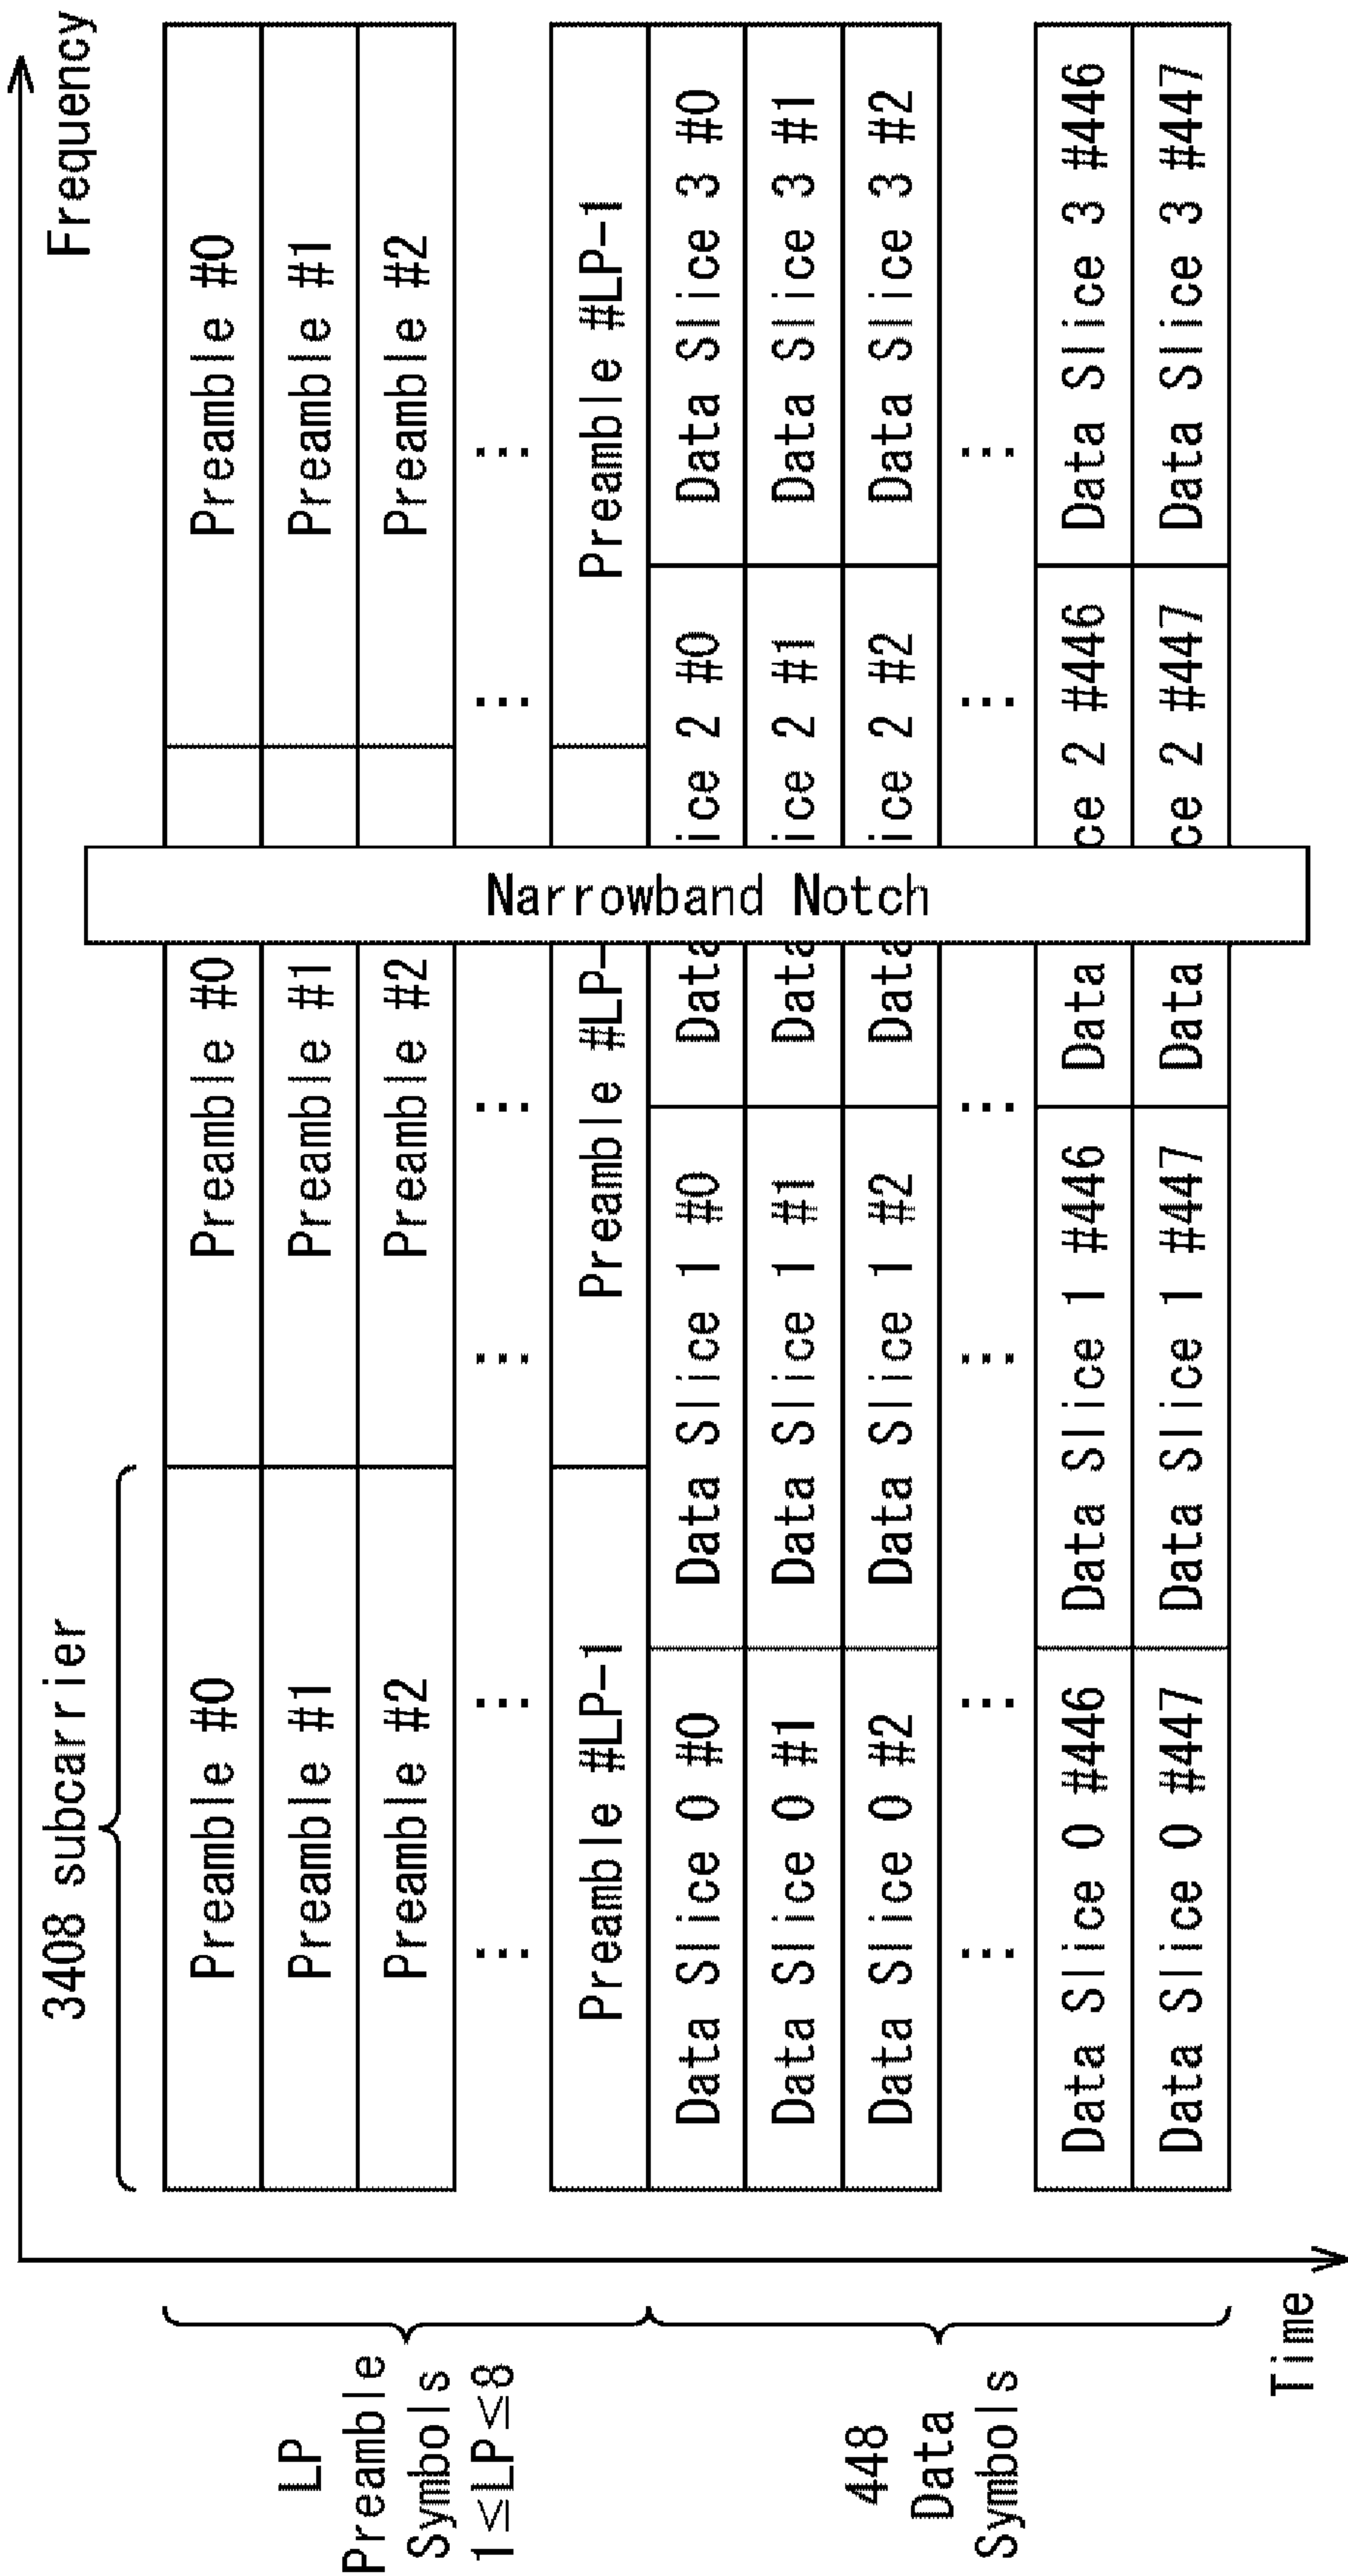 Frequency
3408 subcarrier
LP
Preamble
Symbols
1≤LP≤8
Preamble #0 Preamble #0 Preamble #0
Preamble #1 Preamble #1 Preamble #1
Preamble #2 Preamble #2 Preamble #2
... ... ... ... ... ...
Preamble #LP-1 Preamble #LP- Preamble #LP-1
Narrowband Notch
448
Data
Symbols
Data Slice 0 #0 Data Slice 1 #0 Data ice 2 #0 Data Slice 3 #0
Data Slice 0 #1 Data Slice 1 #1 Data ice 2 #1 Data Slice 3 #1
Data Slice 0 #2 Data Slice 1 #2 Data ice 2 #2 Data Slice 3 #2
... ... ... ... ... ...
Data Slice 0 #446 Data Slice 1 #446 Data ce 2 #446 Data Slice 3 #446
Data Slice 0 #447 Data Slice 1 #447 Data ce 2 #447 Data Slice 3 #447
Time